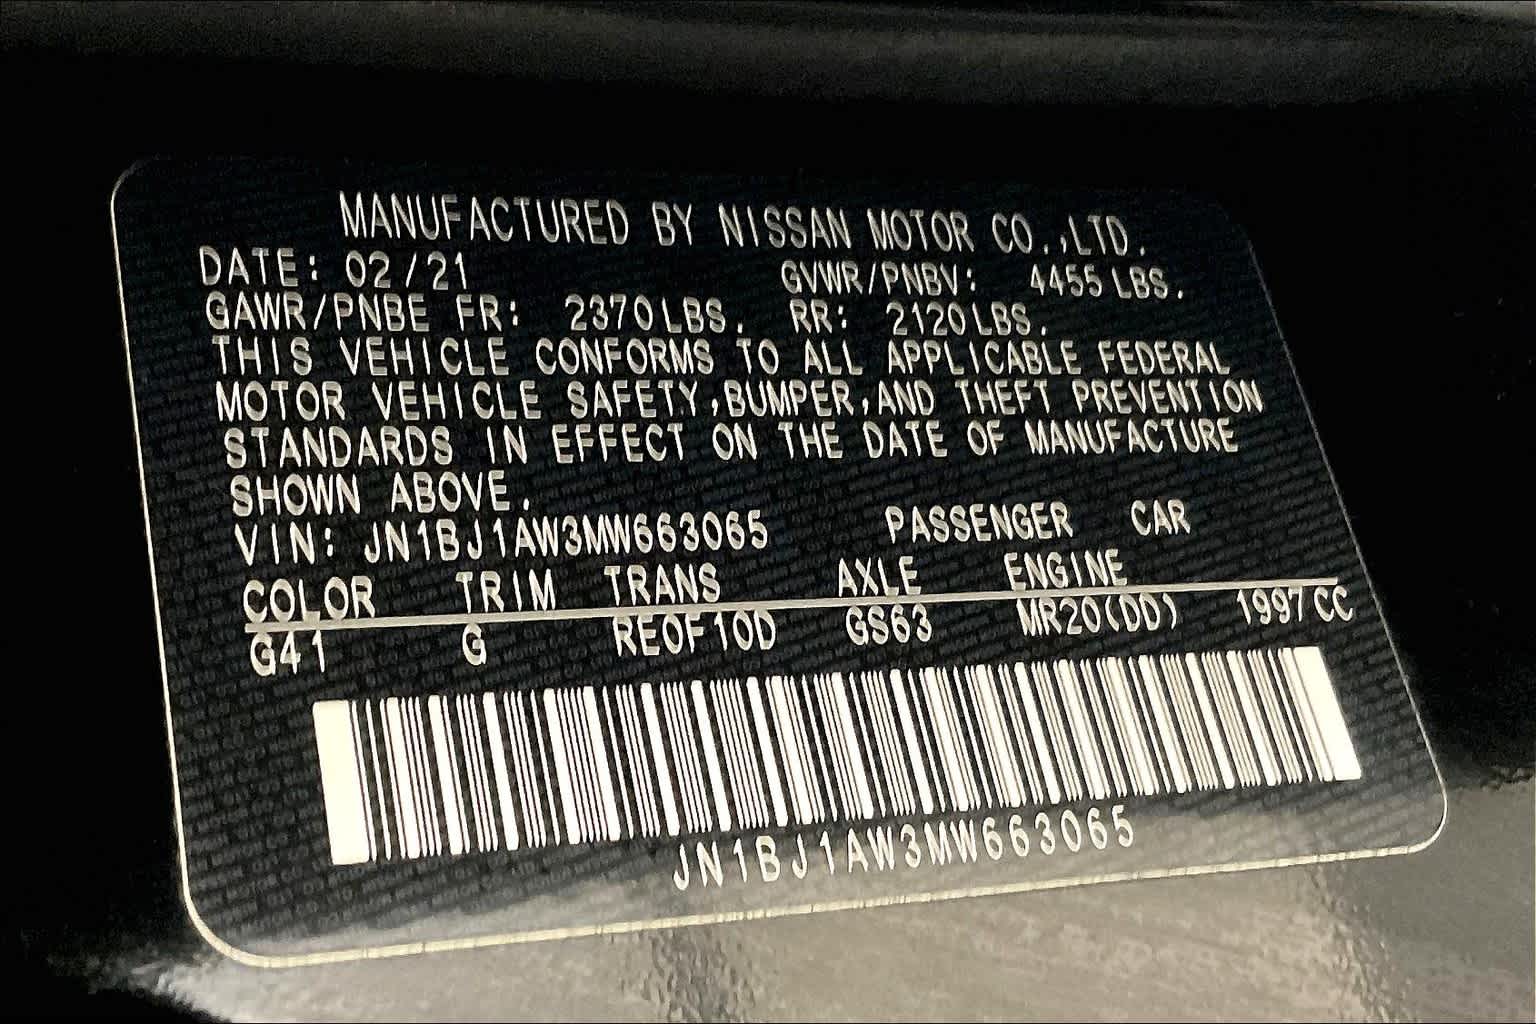 MANUFACTURED BY NISSAN MOTOR CO.,LTD.
DATE: 02/21 GVWR/PNBV: 4455 LBS.
GAWR/PNBE FR: 2370 LBS. RR: 2120 LBS.
THIS VEHICLE CONFORMS TO ALL APPLICABLE FEDERAL
MOTOR VEHICLE SAFETY,BUMPER,AND THEFT PREVENTION
STANDARDS IN EFFECT ON THE DATE OF MANUFACTURE
SHOWN ABOVE.
VIN: JN1BJ1AW3MW663065 PASSENGER CAR
COLOR TRIM TRANS AXLE ENGINE
G41 G RE0F10D GS63 MR20(DD) 1997 CC
JN1BJ1AW3MW663065